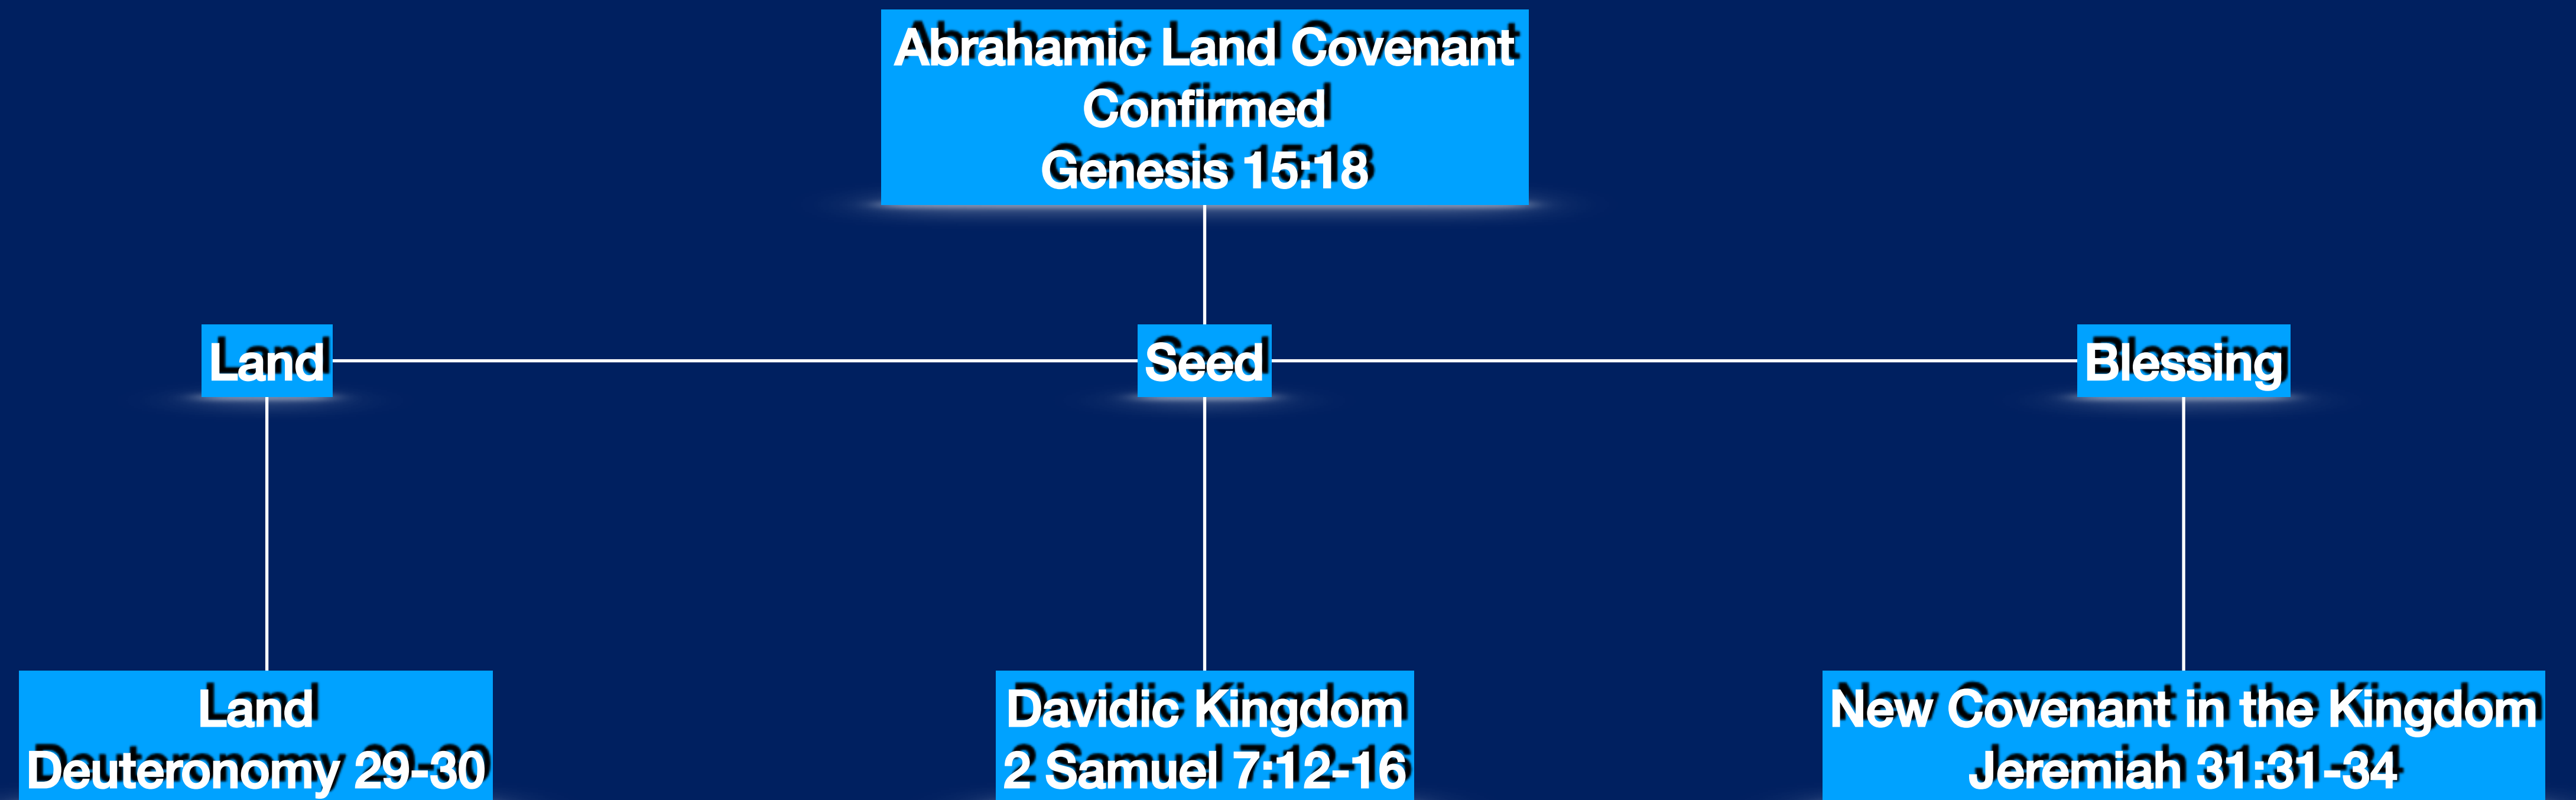 Abrahamic Land Covenant
Confirmed
Genesis 15:18
Land
Seed
Blessing
Land
Deuteronomy 29-30
Davidic Kingdom
2 Samuel 7:12-16
New Covenant in the Kingdom
Jeremiah 31:31-34